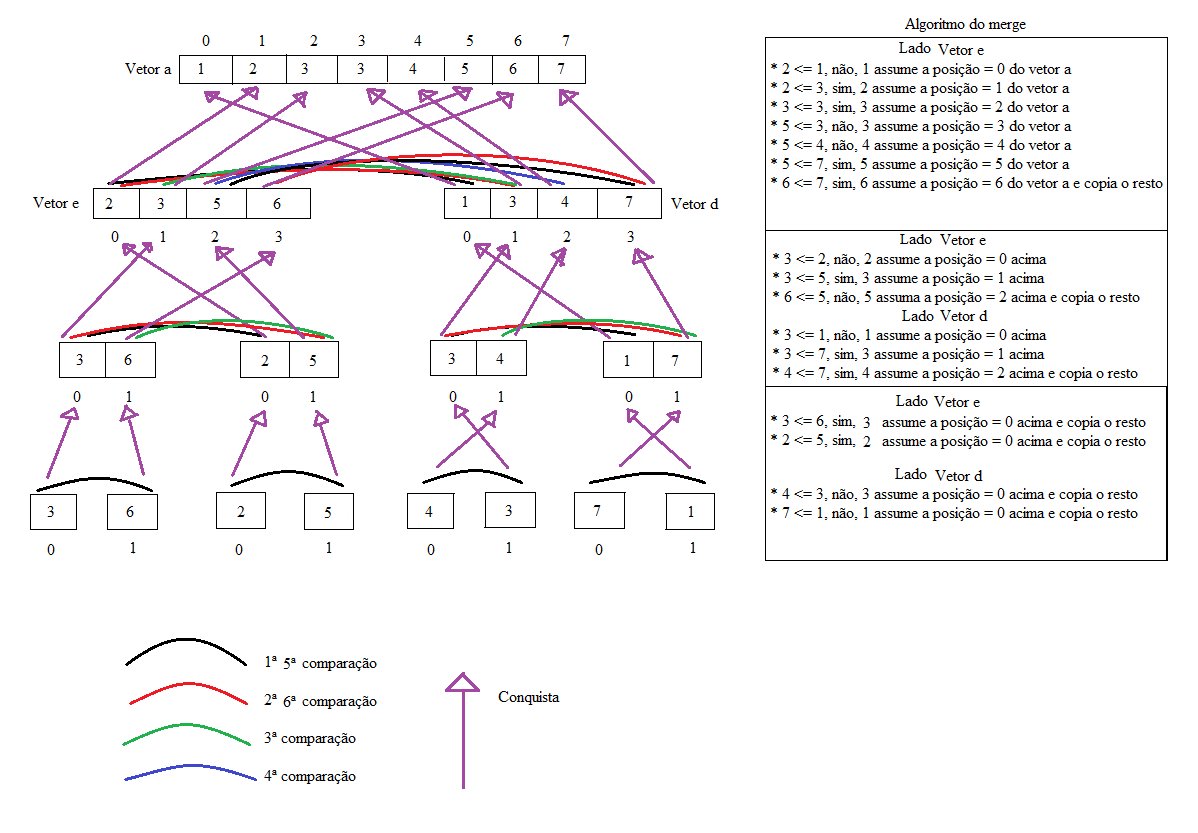 Algoritmo do merge
0 1 2 3 4 5 6 7
Vetor a 1 2 3 3 4 5 6 7
Vetor e 2 3 5 6 1 3 4 7 Vetor d
0 1 2 3 0 1 2 3
3 6 2 5 3 4 1 7
0 1 0 1 0 1 0 1
3 6 2 5 4 3 7 1
0 1 0 1 0 1 0 1
Lado Vetor e
* 2 <= 1, não, 1 assume a posição = 0 do vetor a
* 2 <= 3, sim, 2 assume a posição = 1 do vetor a
* 3 <= 3, sim, 3 assume a posição = 2 do vetor a
* 5 <= 3, não, 3 assume a posição = 3 do vetor a
* 5 <= 4, não, 4 assume a posição = 4 do vetor a
* 5 <= 7, sim, 5 assume a posição = 5 do vetor a
* 6 <= 7, sim, 6 assume a posição = 6 do vetor a e copia o resto
Lado Vetor e
* 3 <= 2, não, 2 assume a posição = 0 acima
* 3 <= 5, sim, 3 assume a posição = 1 acima
* 6 <= 5, não, 5 assuma a posição = 2 acima e copia o resto
Lado Vetor d
* 3 <= 1, não, 1 assume a posição = 0 acima
* 3 <= 7, sim, 3 assume a posição = 1 acima
* 4 <= 7, sim, 4 assume a posição = 2 acima e copia o resto
Lado Vetor e
* 3 <= 6, sim, 3 assume a posição = 0 acima e copia o resto
* 2 <= 5, sim, 2 assume a posição = 0 acima e copia o resto
Lado Vetor d
* 4 <= 3, não, 3 assume a posição = 0 acima e copia o resto
* 7 <= 1, não, 1 assume a posição = 0 acima e copia o resto
1ª 5ª comparação
2ª 6ª comparação
3ª comparação
4ª comparação
Conquista